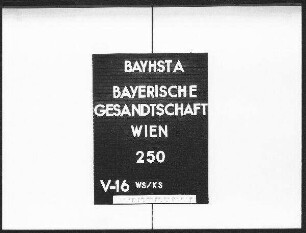 BAYHSTA
BAYERISCHE
GESANDTSCHAFT
WIEN
250
V-16 WS/KS